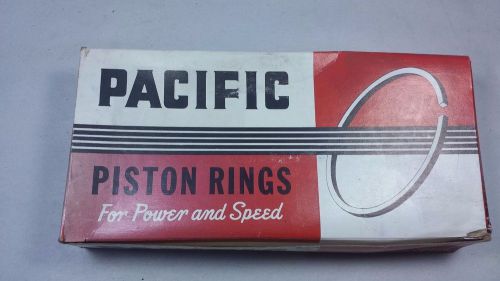 PACIFIC
PISTON RINGS
For Power and Speed